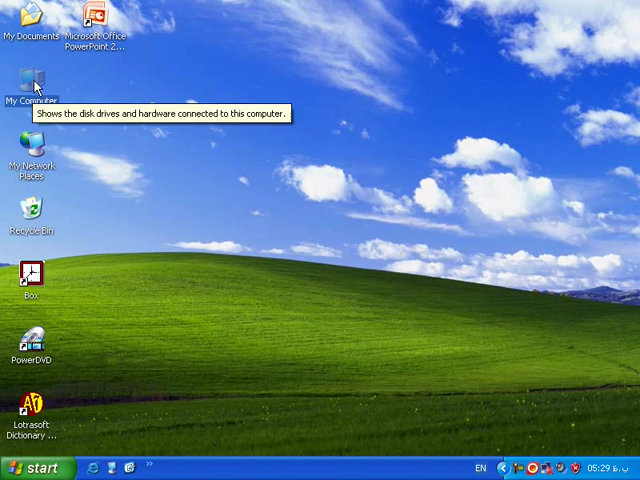 My Documents
Microsoft Office
PowerPoint 2...
My Computer
Shows the disk drives and hardware connected to this computer.
My Network
Places
Recycle Bin
Box
PowerDVD
Lotrasoft
Dictionary ...
start
EN
05:29 ب.ظ